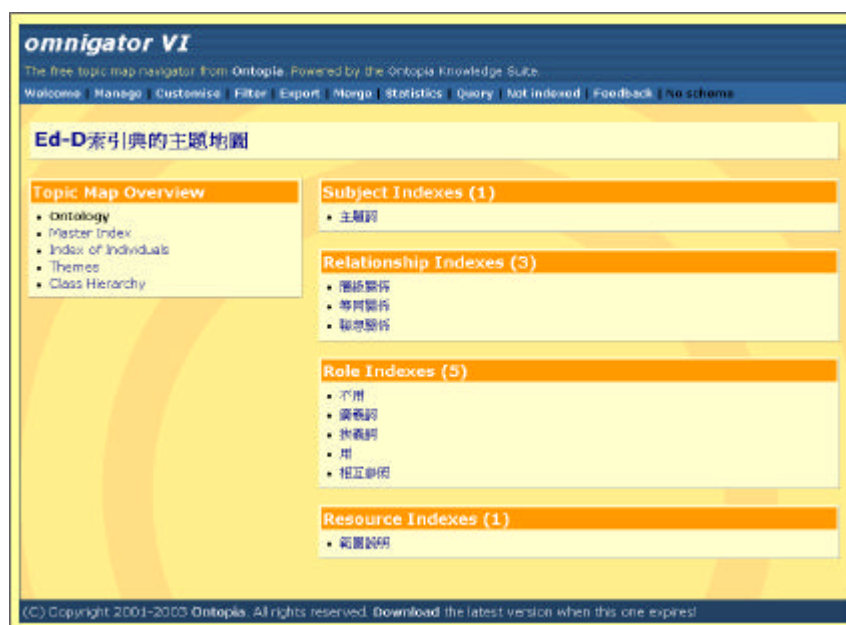 omnigator VI
The free topic map navigator from Ontopia. Powered by the Ontopia Knowledge Suite.
Welcome | Manage | Customise | Filter | Export | Merge | Statistics | Query | Not indexed | Feedback | No schema
Ed-D索引典的主題地圖
Topic Map Overview
• Ontology
• Master Index
• Index of Individuals
• Themes
• Class Hierarchy
Subject Indexes (1)
• 主題詞
Relationship Indexes (3)
• 層級關係
• 等同關係
• 聯想關係
Role Indexes (5)
• 不用
• 廣義詞
• 狹義詞
• 用
• 相互參照
Resource Indexes (1)
• 範圍說明
(C) Copyright 2001-2003 Ontopia. All rights reserved. Download the latest version when this one expires!